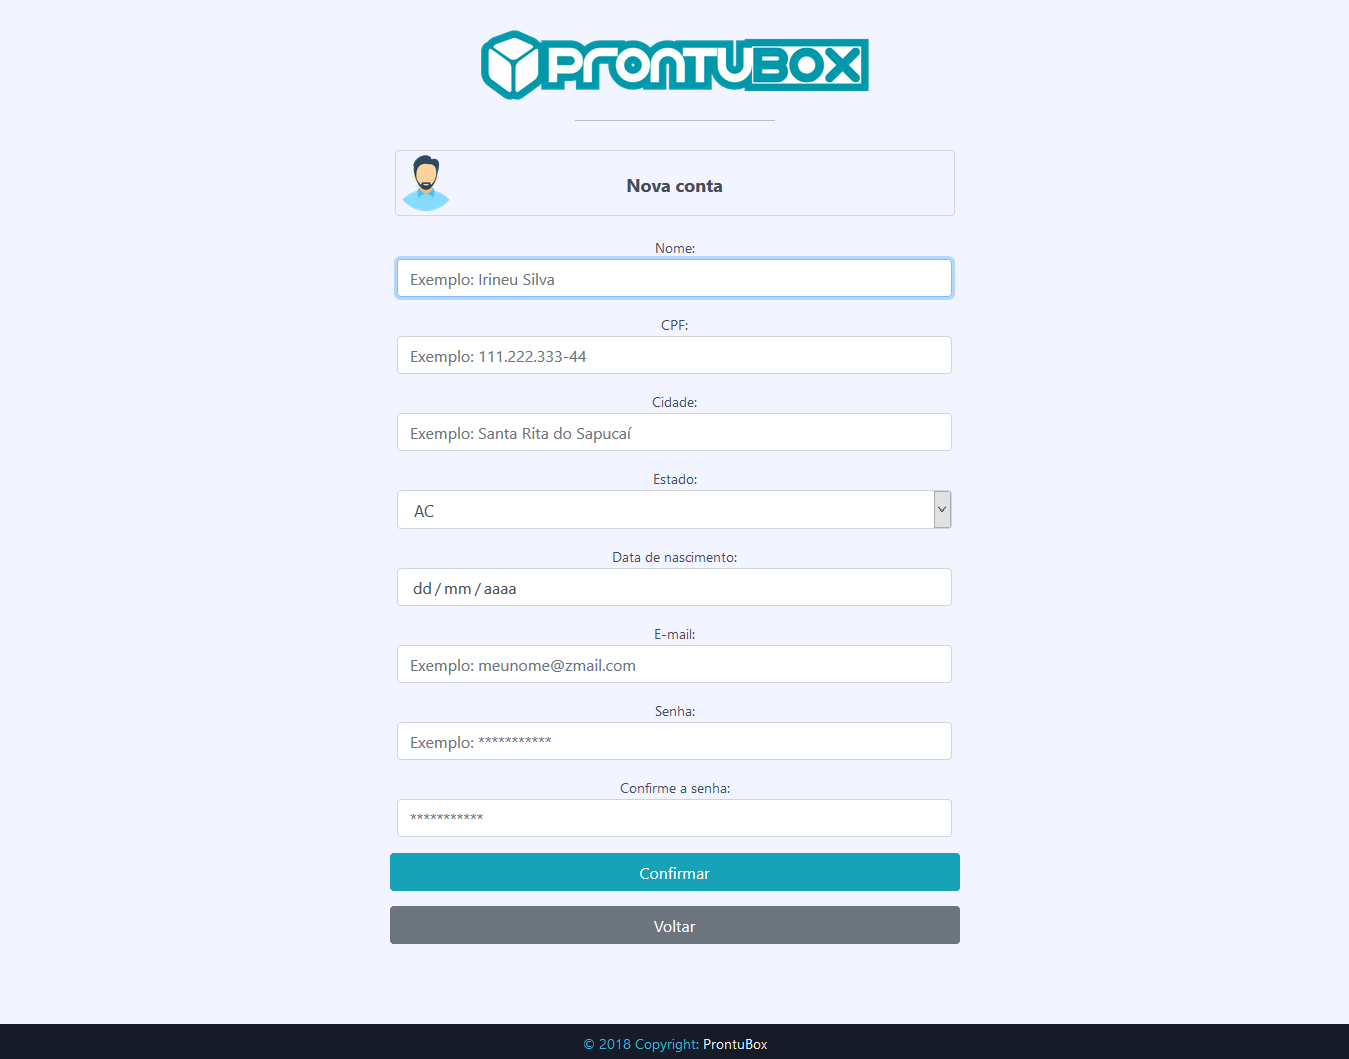 PRONTUBOX
Nova conta
Nome:
Exemplo: Irineu Silva
CPF:
Exemplo: 111.222.333-44
Cidade:
Exemplo: Santa Rita do Sapucaí
Estado:
AC
Data de nascimento:
dd / mm / aaaa
E-mail:
Exemplo: meunome@zmail.com
Senha:
Exemplo: ***********
Confirme a senha:
***********
Confirmar
Voltar
© 2018 Copyright: ProntuBox